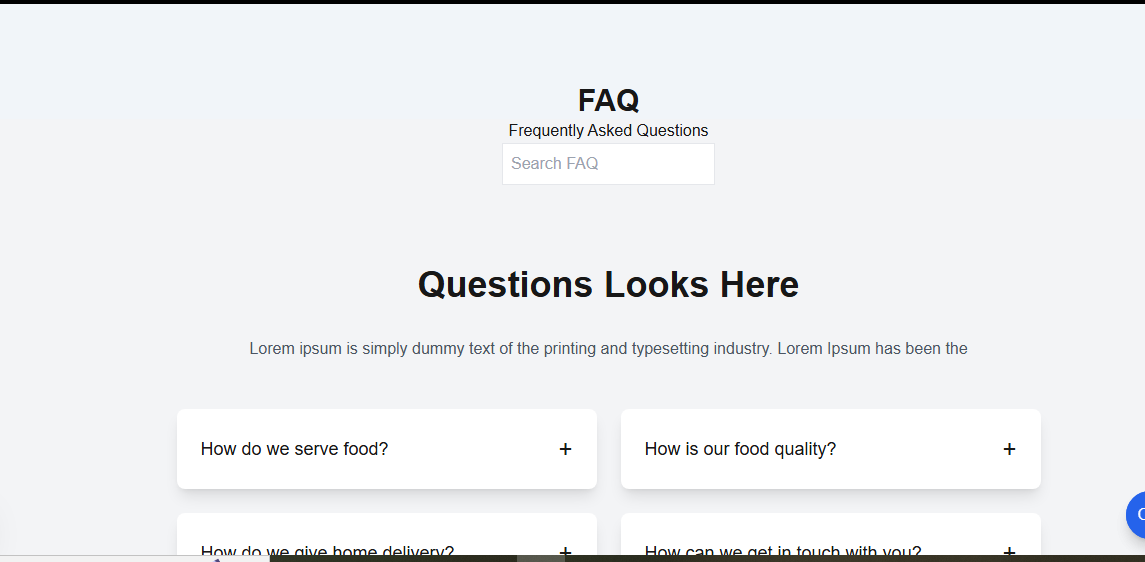 FAQ
Frequently Asked Questions
Search FAQ
Questions Looks Here
Lorem ipsum is simply dummy text of the printing and typesetting industry. Lorem Ipsum has been the
How do we serve food? +
How is our food quality? +
How do we give home delivery? +
How can we get in touch with you? +